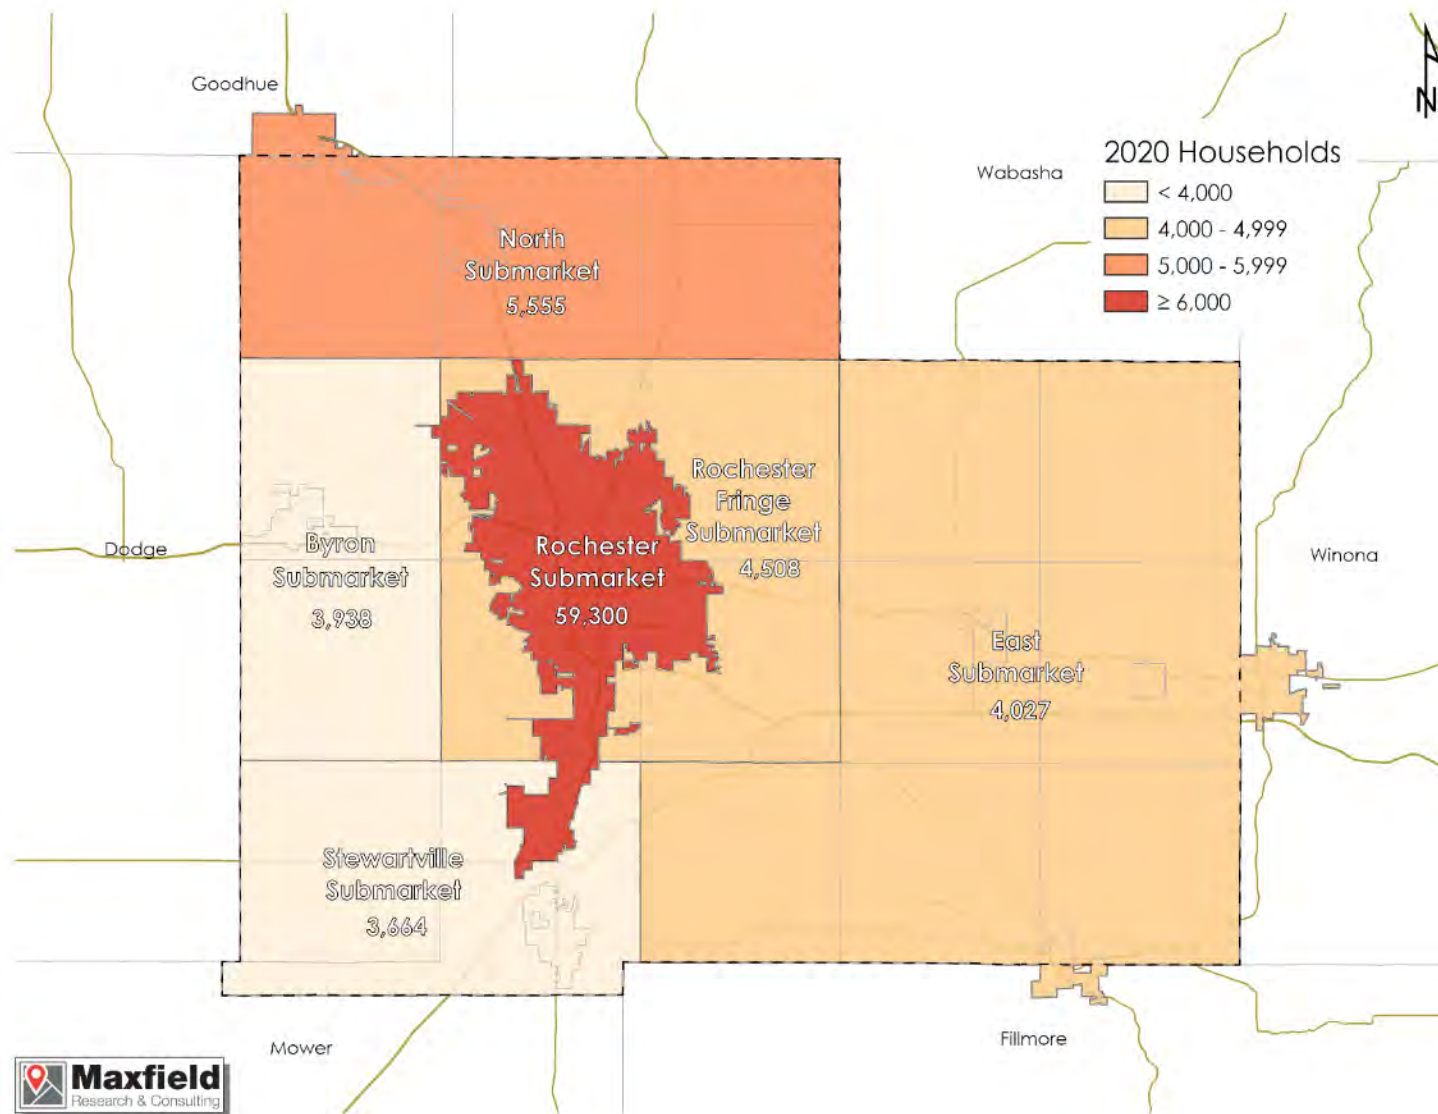 Goodhue
N
2020 Households
< 4,000
4,000 - 4,999
5,000 - 5,999
≥ 6,000
Wabasha
North
Submarket
5,555
Rochester
Fringe
Submarket
4,508
Byron
Submarket
3,938
Rochester
Submarket
59,300
Dodge
Winona
East
Submarket
4,027
Stewartville
Submarket
3,664
Mower
Fillmore
Maxfield
Research & Consulting